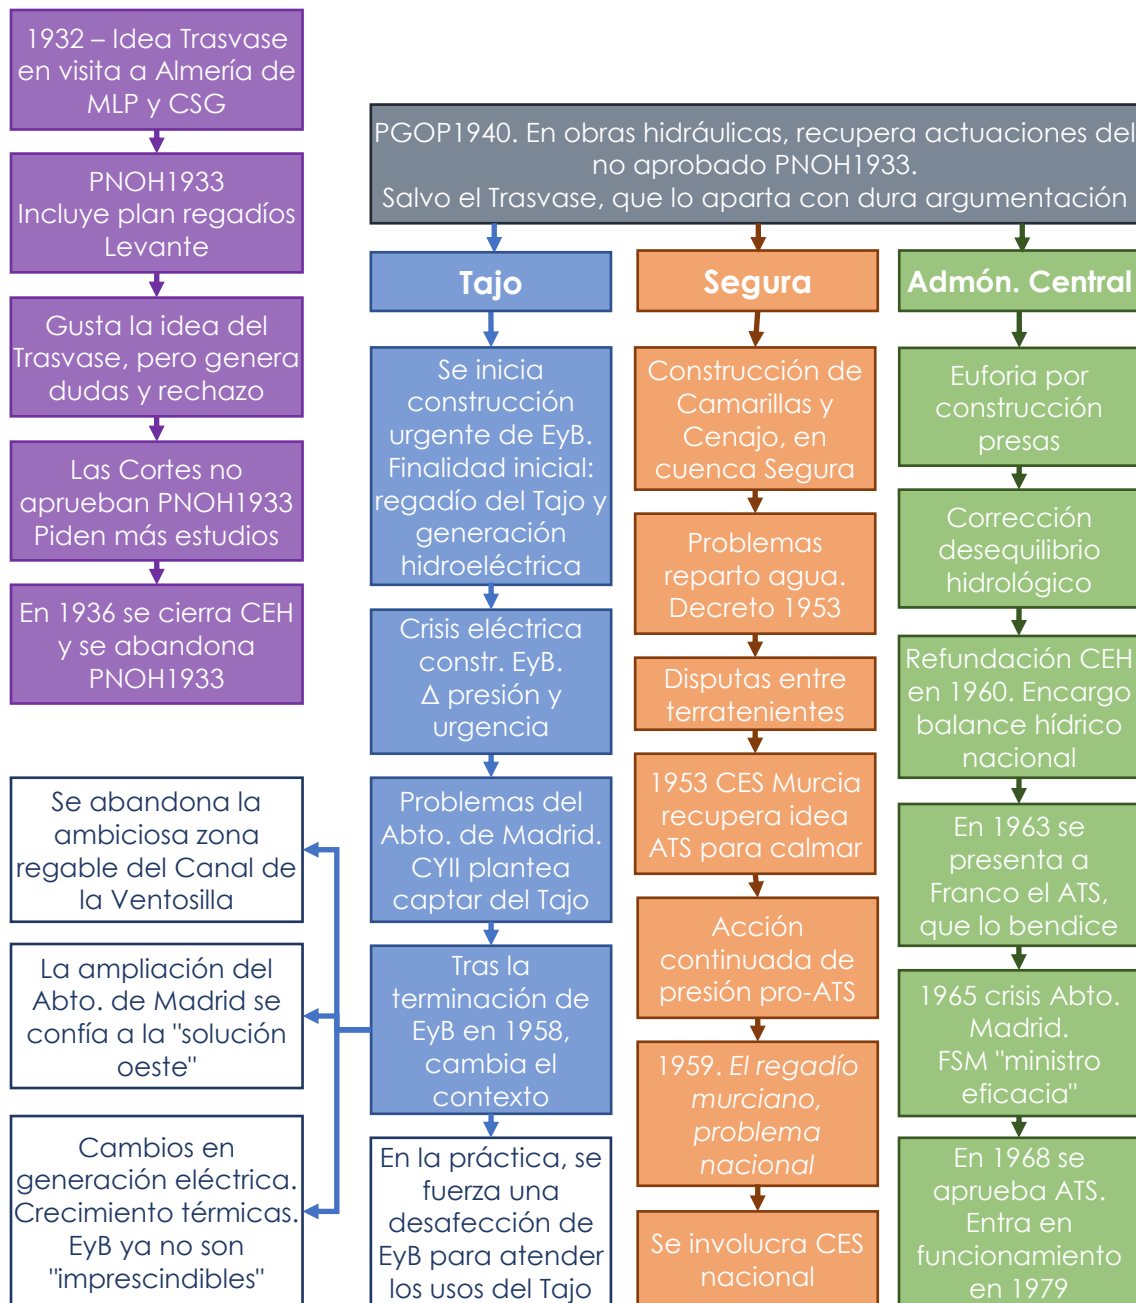 1932 – Idea Trasvase
en visita a Almería de
MLP y CSG
PNOH1933
Incluye plan regadíos
Levante
Gusta la idea del
Trasvase, pero genera
dudas y rechazo
Las Cortes no
aprueban PNOH1933
Piden más estudios
En 1936 se cierra CEH
y se abandona
PNOH1933
PGOP1940. En obras hidráulicas, recupera actuaciones del
no aprobado PNOH1933.
Salvo el Trasvase, que lo aparta con dura argumentación
Tajo
Se inicia
construcción
urgente de EyB.
Finalidad inicial:
regadío del Tajo y
generación
hidroeléctrica
Crisis eléctrica
constr. EyB.
Δ presión y
urgencia
Problemas del
Abto. de Madrid.
CYII plantea
captar del Tajo
Tras la
terminación de
EyB en 1958,
cambia el
contexto
Se abandona la
ambiciosa zona
regable del Canal de
la Ventosilla
La ampliación del
Abto. de Madrid se
confía a la "solución
oeste"
Cambios en
generación eléctrica.
Crecimiento térmicas.
EyB ya no son
"imprescindibles"
En la práctica, se
fuerza una
desafección de
EyB para atender
los usos del Tajo
Segura
Construcción de
Camarillas y
Cenajo, en
cuenca Segura
Problemas
reparto agua.
Decreto 1953
Disputas entre
terratenientes
1953 CES Murcia
recupera idea
ATS para calmar
Acción
continuada de
presión pro-ATS
1959. El regadío
murciano,
problema
nacional
Se involucra CES
nacional
Admón. Central
Euforia por
construcción
presas
Corrección
desequilibrio
hidrológico
Refundación CEH
en 1960. Encargo
balance hídrico
nacional
En 1963 se
presenta a
Franco el ATS,
que lo bendice
1965 crisis Abto.
Madrid.
FSM "ministro
eficacia"
En 1968 se
aprueba ATS.
Entra en
funcionamiento
en 1979